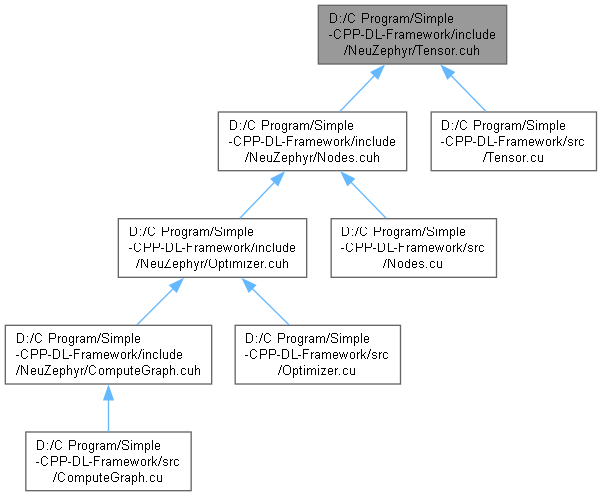 D:/C Program/Simple
-CPP-DL-Framework/include
/NeuZephyr/Tensor.cuh
D:/C Program/Simple
-CPP-DL-Framework/include
/NeuZephyr/Nodes.cuh
D:/C Program/Simple
-CPP-DL-Framework/src
/Tensor.cu
D:/C Program/Simple
-CPP-DL-Framework/include
/NeuZephyr/Optimizer.cuh
D:/C Program/Simple
-CPP-DL-Framework/src
/Nodes.cu
D:/C Program/Simple
-CPP-DL-Framework/include
/NeuZephyr/ComputeGraph.cuh
D:/C Program/Simple
-CPP-DL-Framework/src
/Optimizer.cu
D:/C Program/Simple
-CPP-DL-Framework/src
/ComputeGraph.cu